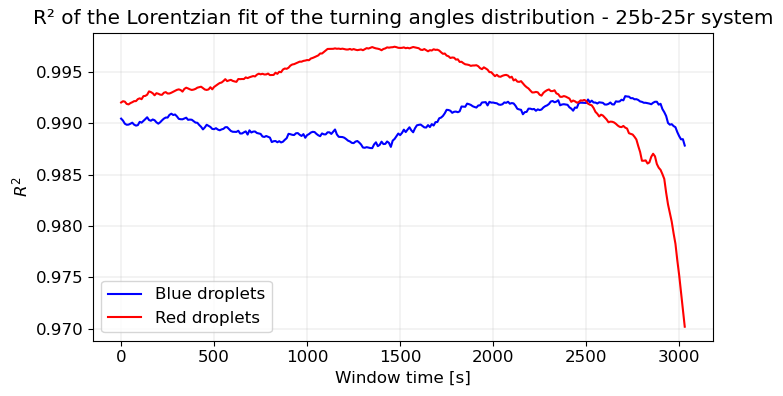 R² of the Lorentzian fit of the turning angles distribution - 25b-25r system
0.995
0.990
0.985
0.980
0.975
0.970
R²
Blue droplets
Red droplets
0 500 1000 1500 2000 2500 3000
Window time [s]